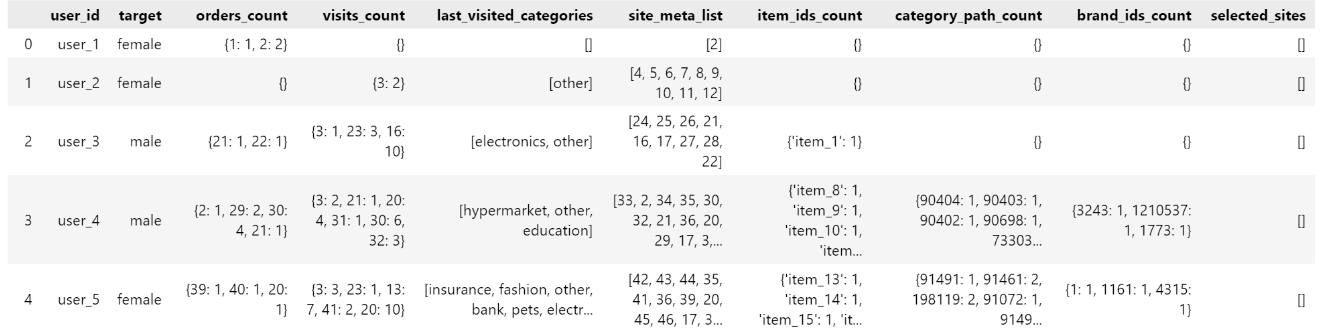 user_id target orders_count visits_count last_visited_categories site_meta_list item_ids_count category_path_count brand_ids_count selected_sites
0 user_1 female {1: 1, 2: 2} {} [] [2] {} {} {} []
1 user_2 female {} {3: 2} [other] [4, 5, 6, 7, 8, 9, 10, 11, 12] {} {} {} []
2 user_3 male {21: 1, 22: 1} {3: 1, 23: 3, 16: 10} [electronics, other] [24, 25, 26, 21, 16, 17, 27, 28, 22] {'item_1': 1} {} {} []
3 user_4 male {2: 1, 29: 2, 30: 4, 21: 1} {3: 2, 21: 1, 20: 4, 31: 1, 30: 6, 32: 3} [hypermarket, other, education] [33, 2, 34, 35, 30, 32, 21, 36, 20, 29, 17, 3,... {'item_8': 1, 'item_9': 1, 'item_10': 1, 'item... {90404: 1, 90403: 1, 90402: 1, 90698: 1, 73303... {3243: 1, 1210537: 1, 1773: 1} []
4 user_5 female {39: 1, 40: 1, 20: 1} {3: 3, 23: 1, 13: 7, 41: 2, 20: 10} [insurance, fashion, other, bank, pets, electr... [42, 43, 44, 35, 41, 36, 39, 20, 45, 46, 17, 3... {'item_13': 1, 'item_14': 1, 'item_15': 1, 'it... {91491: 1, 91461: 2, 198119: 2, 91072: 1, 9149... {1: 1, 1161: 1, 4315: 1} []